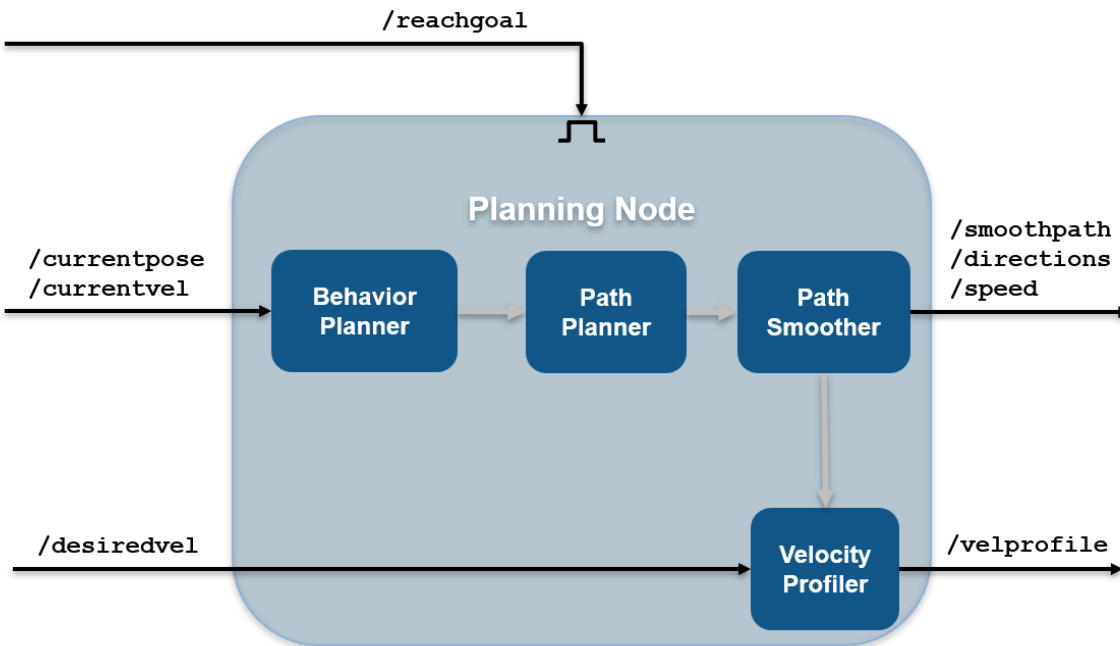 /reachgoal
Planning Node
/currentpose
/currentvel
Behavior
Planner
Path
Planner
Path
Smoother
/smoothpath
/directions
/speed
/desiredvel
Velocity
Profiler
/velprofile